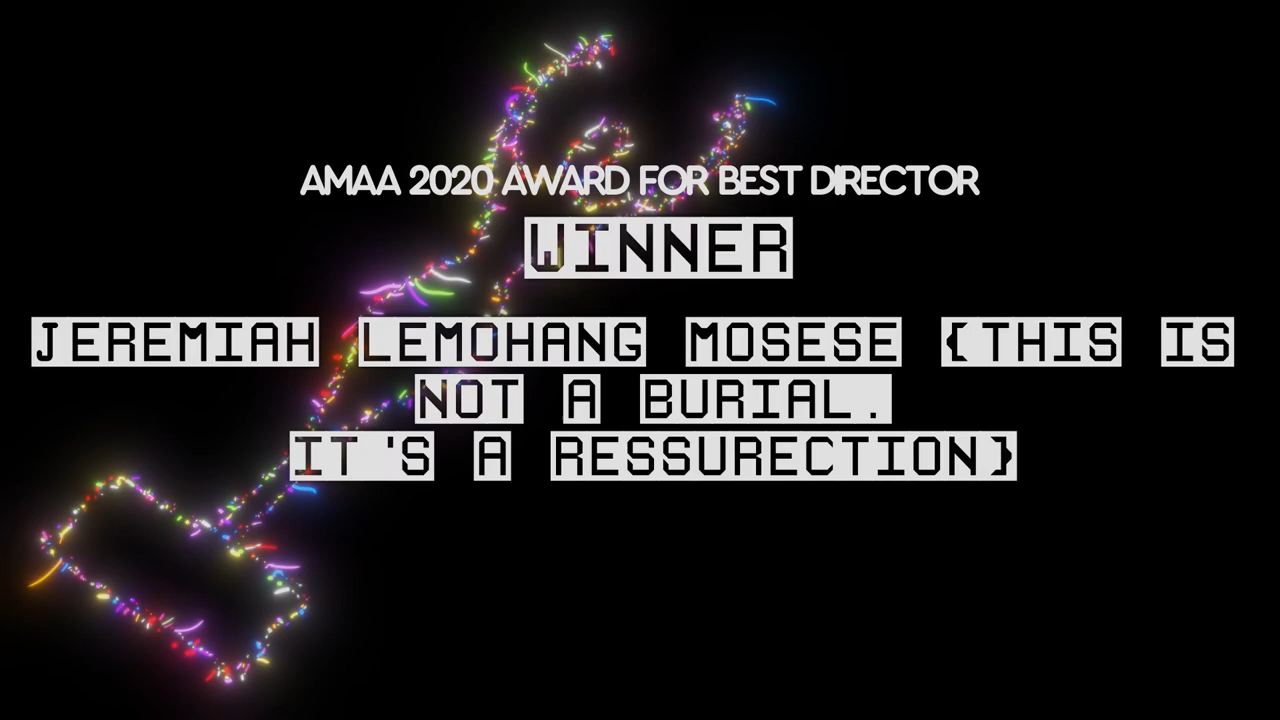 AMAA 2020 AWARD FOR BEST DIRECTOR
WINNER
JEREMIAH LEMOHANG MOSESE {THIS IS
NOT A BURIAL.
IT'S A RESSURECTION}